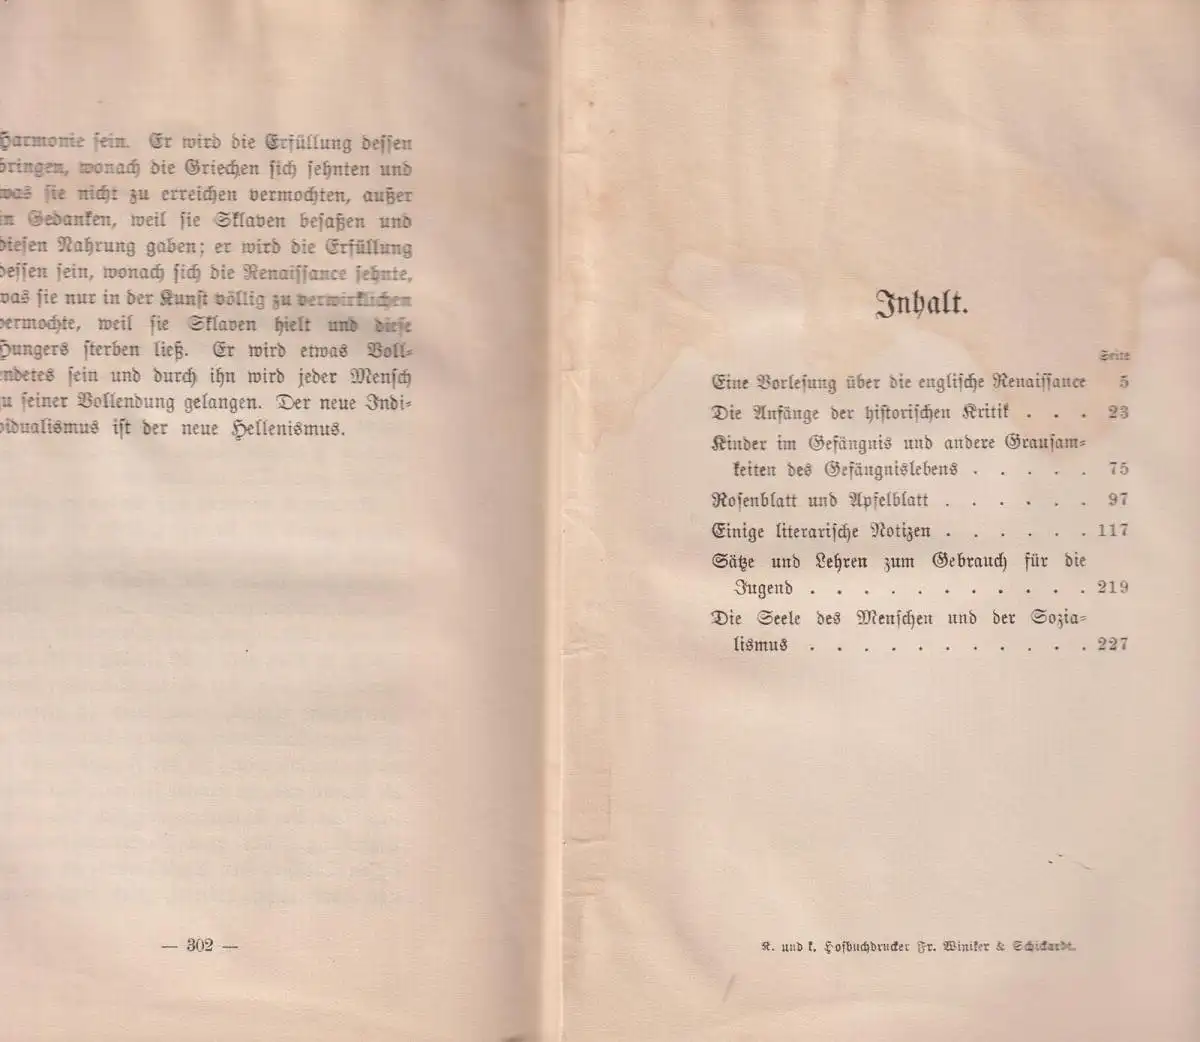 Harmonie sein. Er wird die Erfüllung dessen
bringen, wonach die Griechen sich sehnten und
was sie nicht zu erreichen vermochten, außer
in Gedanken, weil sie Sklaven besaßen und
diesen Nahrung gaben; er wird die Erfüllung
dessen sein, wonach sich die Renaissance sehnte,
was sie nur in der Kunst völlig zu verwirklichen
vermochte, weil sie Sklaven hielt und diese
Hungers sterben ließ. Er wird etwas Voll-
endetes sein und durch ihn wird jeder Mensch
zu seiner Vollendung gelangen. Der neue Indi-
vidualismus ist der neue Hellenismus.
— 302 —
Inhalt.
Seite
Eine Vorlesung über die englische Renaissance 5
Die Anfänge der historischen Kritik . . . 23
Kinder im Gefängnis und andere Grausam-
keiten des Gefängnislebens . . . . . 75
Rosenblatt und Apfelblatt . . . . . . 97
Einige literarische Notizen . . . . . . 117
Sätze und Lehren zum Gebrauch für die
Jugend . . . . . . . . . . . 219
Die Seele des Menschen und der Sozia-
lismus . . . . . . . . . . . 227
K. und k. Hofbuchdrucker Fr. Winiker & Schickardt.